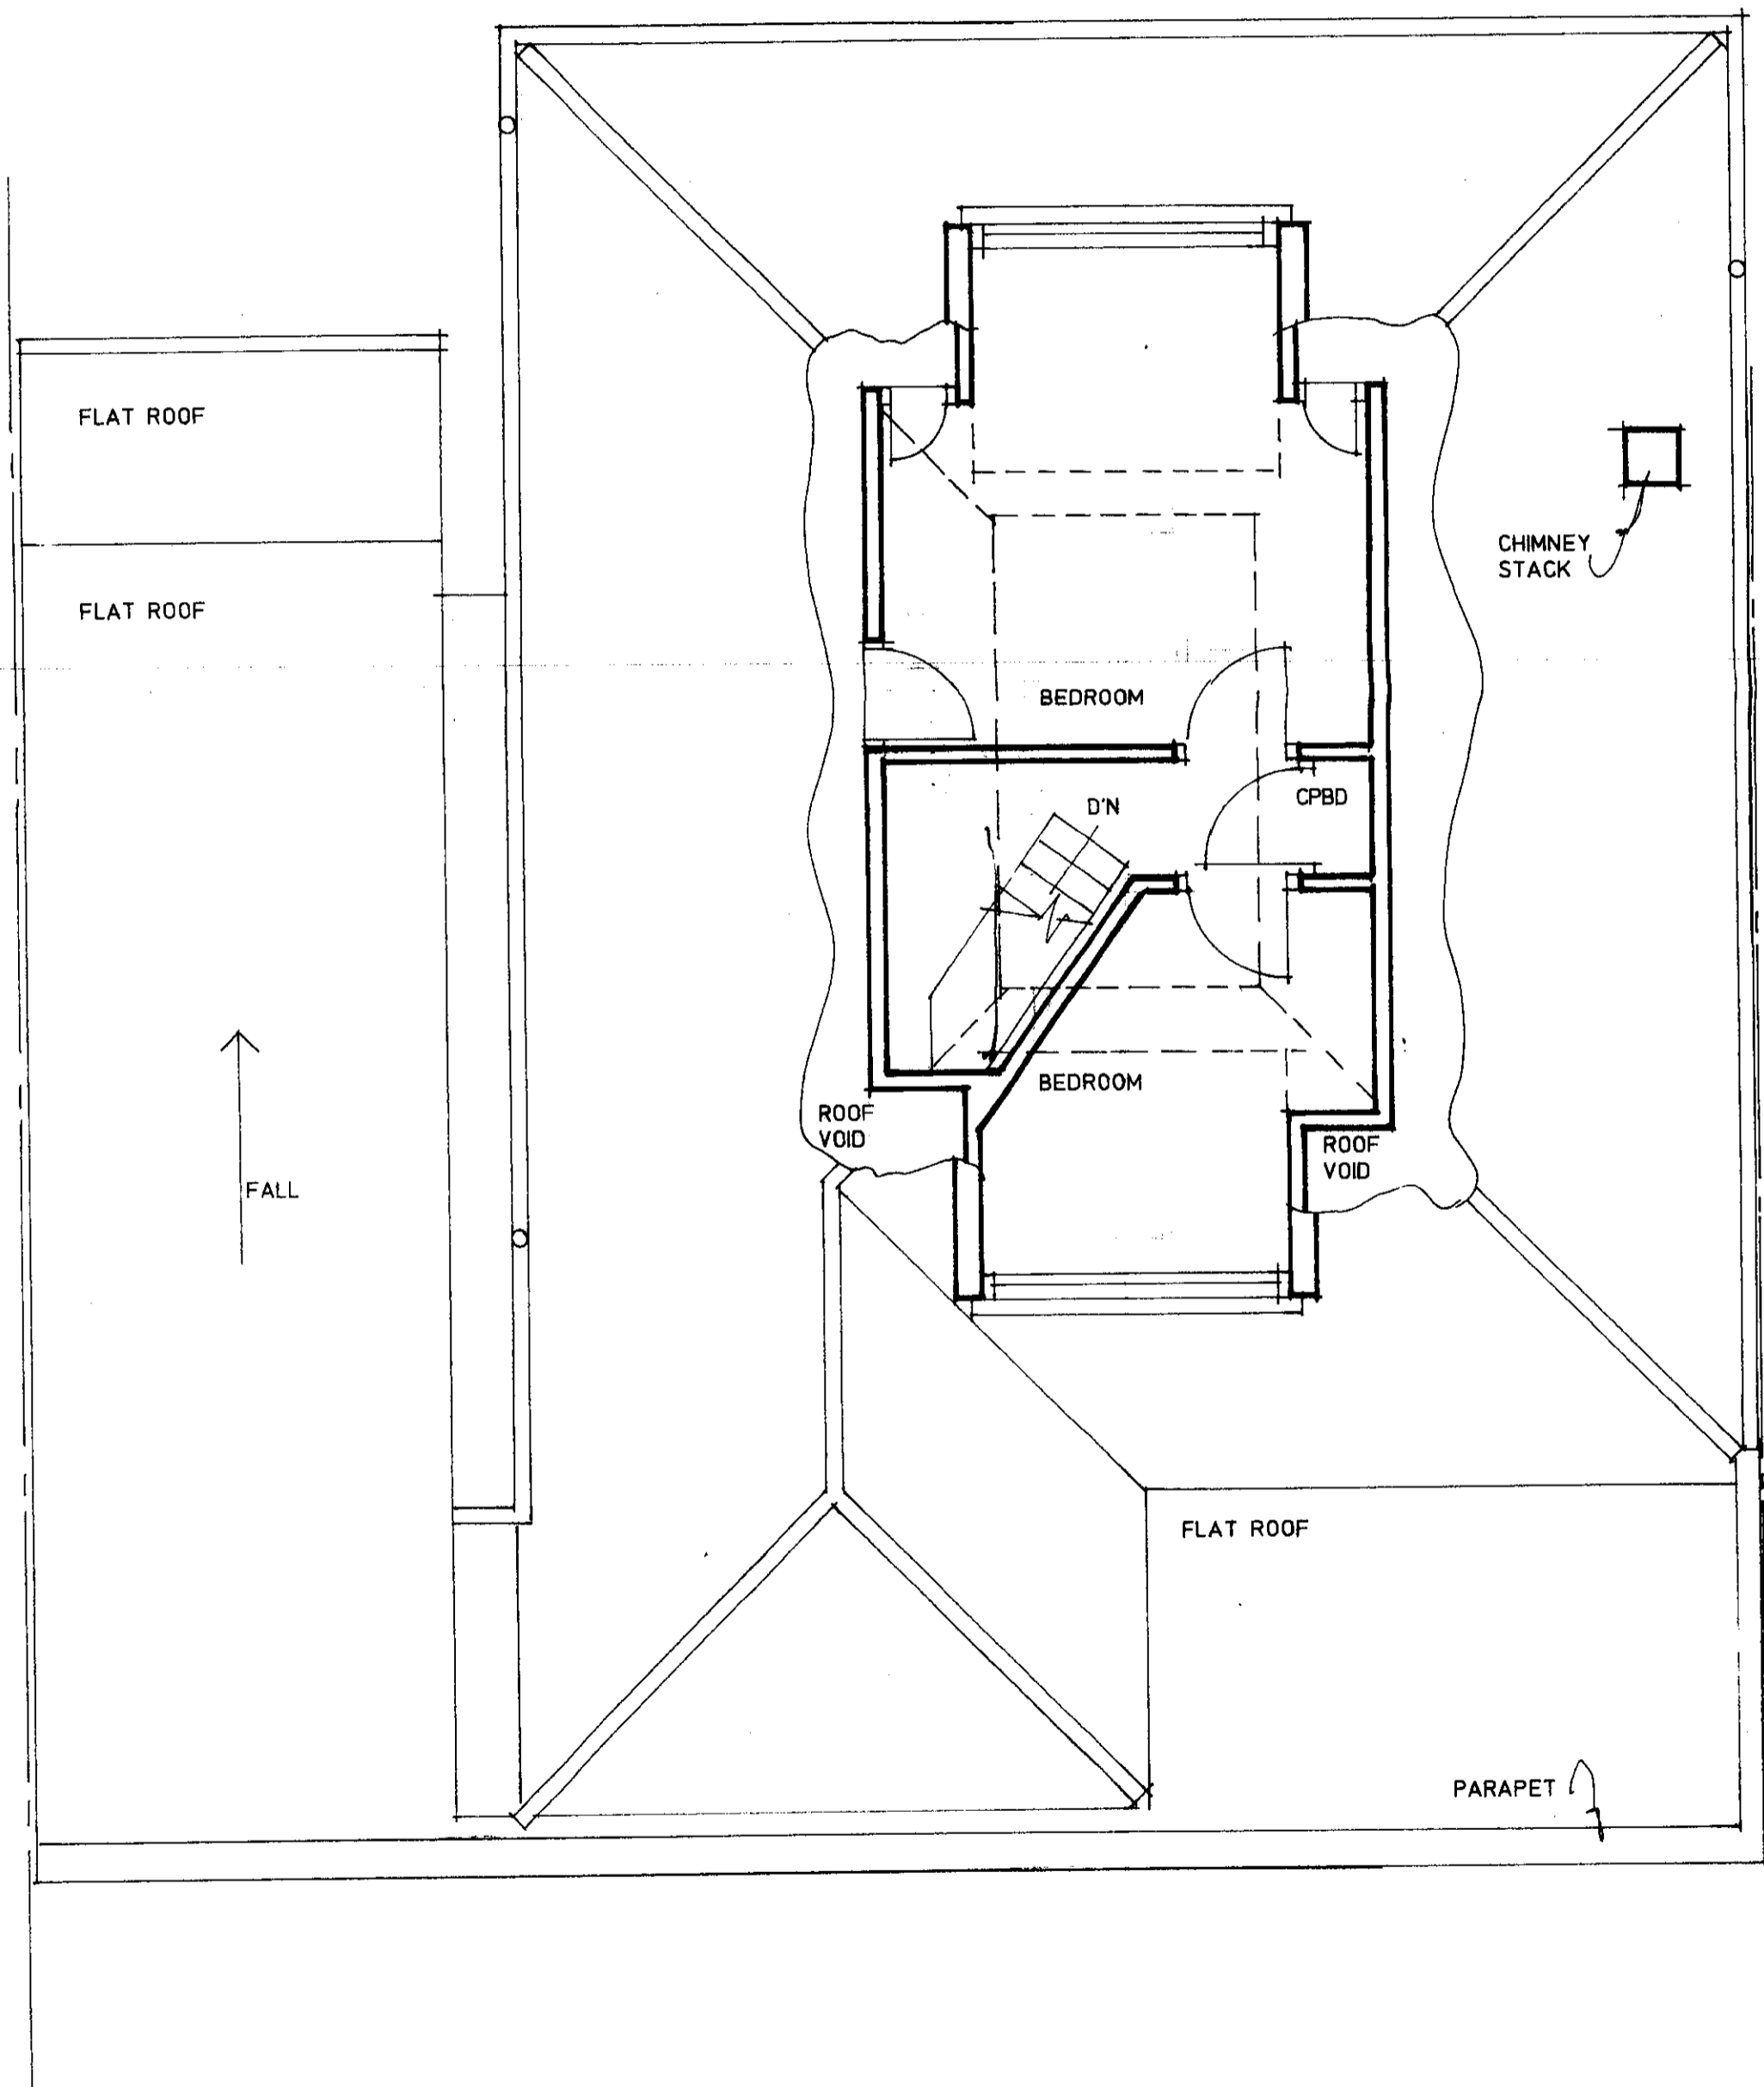 FLAT ROOF
CHIMNEY
STACK
FLAT ROOF
BEDROOM
CPBD
D'N
BEDROOM
ROOF
VOID
ROOF
VOID
FALL
FLAT ROOF
PARAPET